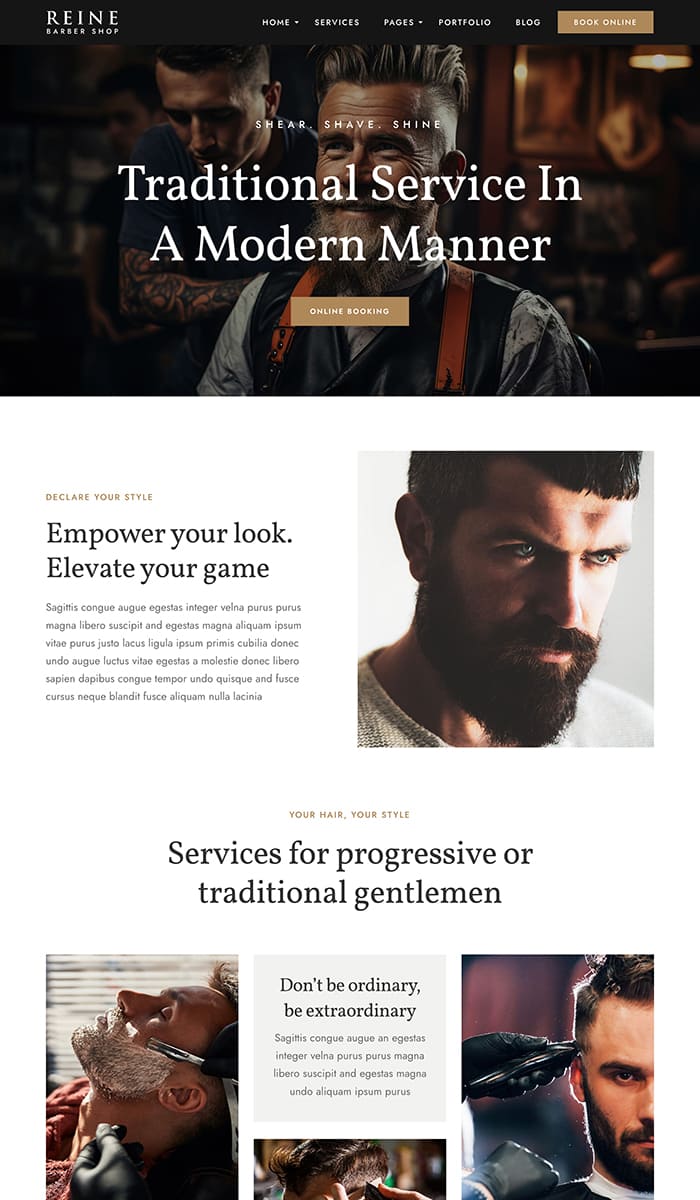 REINE
BARBER SHOP
HOME
SERVICES
PAGES
PORTFOLIO
BLOG
BOOK ONLINE
SHEAR. SHAVE. SHINE
Traditional Service In
A Modern Manner
ONLINE BOOKING
DECLARE YOUR STYLE
Empower your look.
Elevate your game
Sagittis congue augue egestas integer velna purus purus
magna libero suscipit and egestas magna aliquam ipsum
vitae purus justo lacus ligula ipsum primis cubilia donec
undo augue luctus vitae egestas a molestie donec libero
sapien dapibus congue tempor undo quisque and fusce
cursus neque blandit fusce aliquam nulla lacinia
YOUR HAIR, YOUR STYLE
Services for progressive or
traditional gentlemen
Don't be ordinary,
be extraordinary
Sagittis congue augue an egestas
integer velna purus purus magna
libero suscipit and egestas magna
undo aliquam ipsum purus